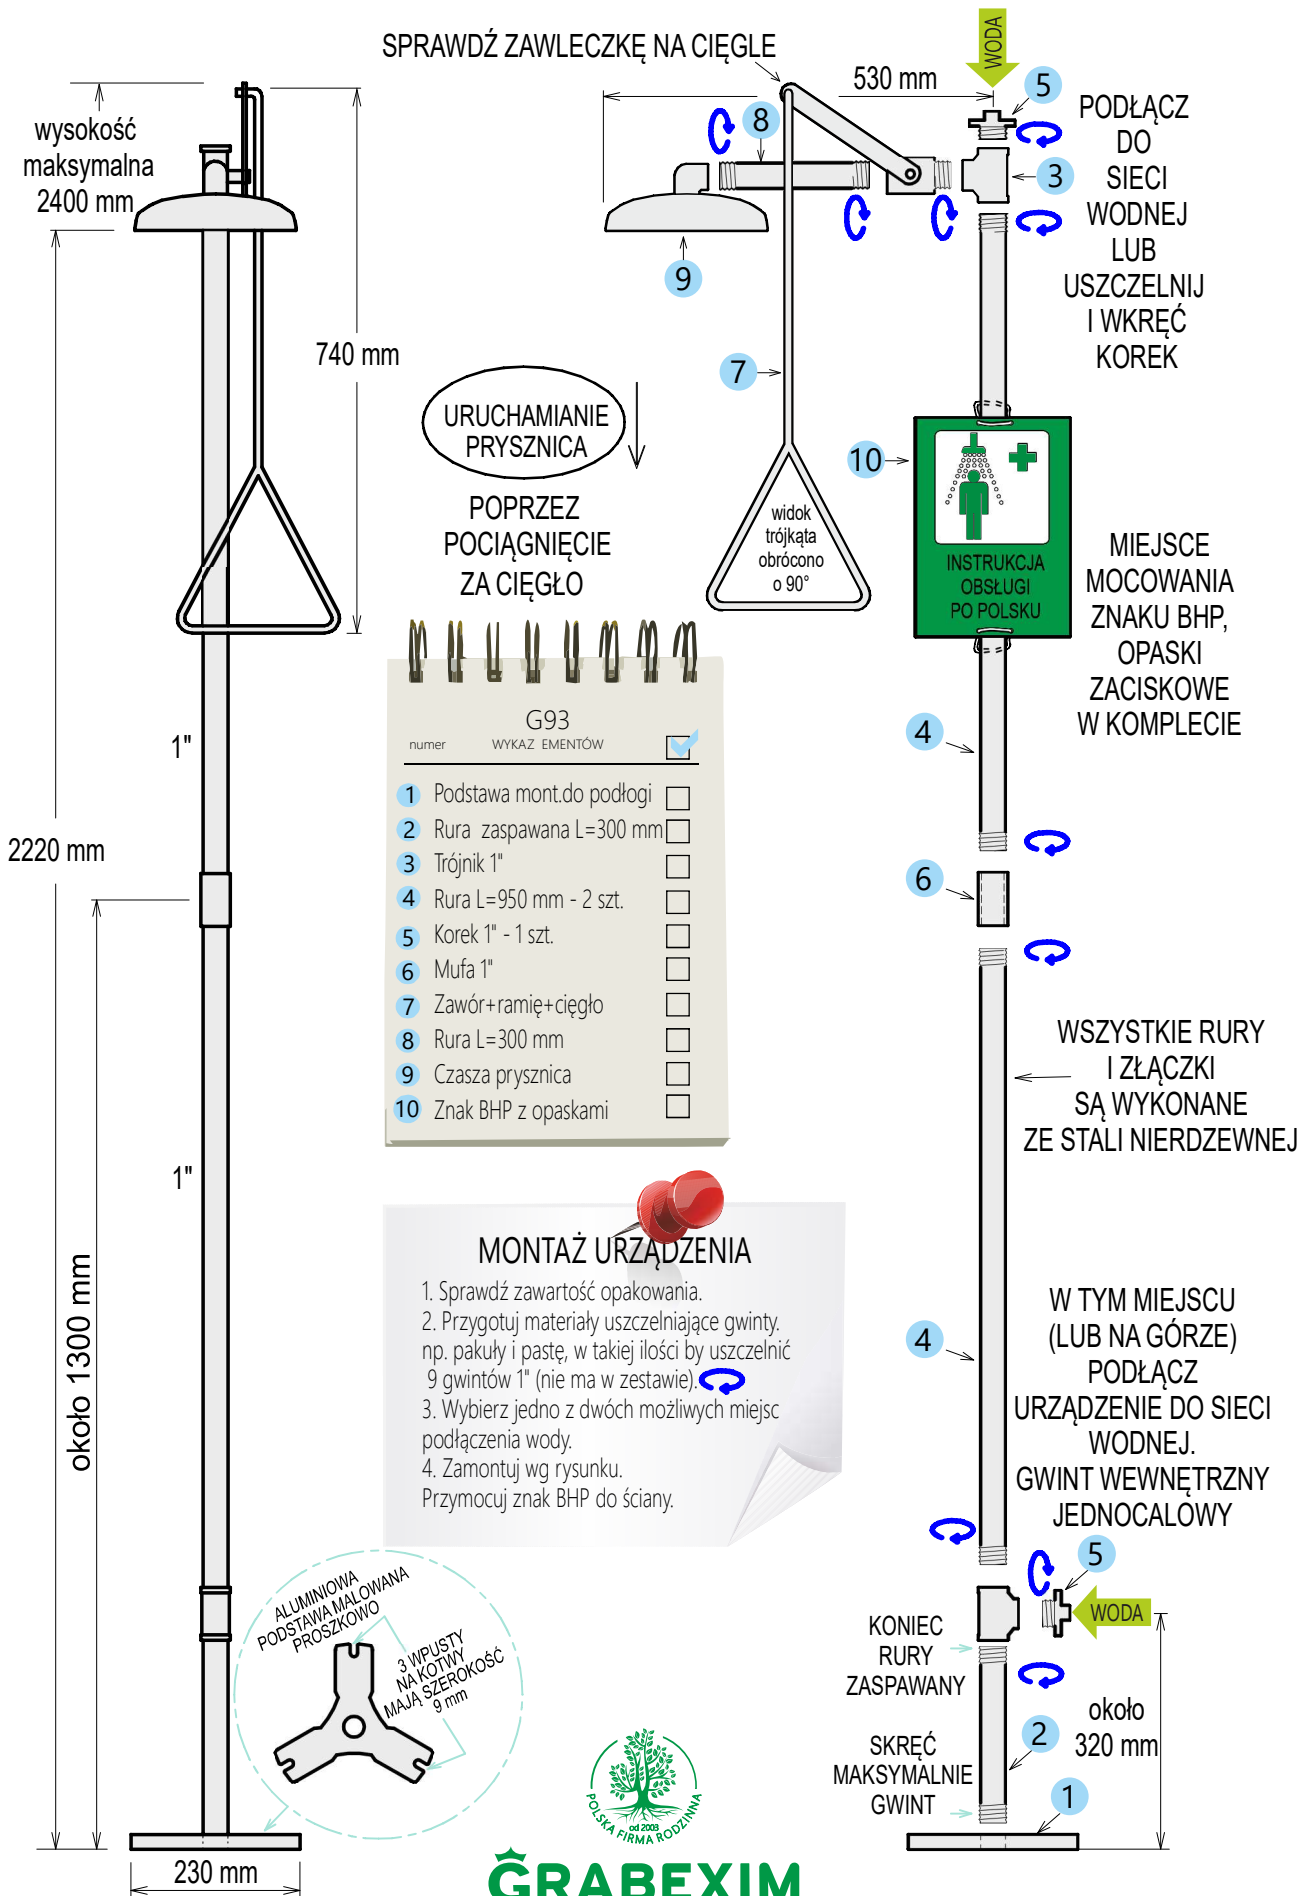 SPRAWDŹ ZAWLECZKĘ NA CIĘGLE
WODA
530 mm
5
PODŁĄCZ
DO
SIECI
WODNEJ
LUB
USZCZELNIJ
I WKRĘĆ
KOREK
wysokość
maksymalna
2400 mm
8
3
9
740 mm
7
URUCHAMIANIE
PRYSZNICA
POPRZEZ
POCIĄGNIĘCIE
ZA CIĘGŁO
10
widok
trójkąta
obrócono
o 90°
INSTRUKCJA
OBSŁUGI
PO POLSKU
MIEJSCE
MOCOWANIA
ZNAKU BHP,
OPASKI
ZACISKOWE
W KOMPLECIE
1"
4
2220 mm
6
G93
numer WYKAZ EMENTÓW
1 Podstawa mont.do podłogi
2 Rura zaspawana L=300 mm
3 Trójnik 1"
4 Rura L=950 mm - 2 szt.
5 Korek 1" - 1 szt.
6 Mufa 1"
7 Zawór+ramię+cięgło
8 Rura L=300 mm
9 Czasza prysznica
10 Znak BHP z opaskami
WSZYSTKIE RURY
I ZŁĄCZKI
SĄ WYKONANE
ZE STALI NIERDZEWNEJ
1"
około 1300 mm
MONTAŻ URZĄDZENIA
1. Sprawdź zawartość opakowania.
2. Przygotuj materiały uszczelniające gwinty.
np. pakuły i pastę, w takiej ilości by uszczelnić
9 gwintów 1" (nie ma w zestawie).
3. Wybierz jedno z dwóch możliwych miejsc
podłączenia wody.
4. Zamontuj wg rysunku.
Przymocuj znak BHP do ściany.
4
W TYM MIEJSCU
(LUB NA GÓRZE)
PODŁĄCZ
URZĄDZENIE DO SIECI
WODNEJ.
GWINT WEWNĘTRZNY
JEDNOCALOWY
5
WODA
ALUMINIOWA
PODSTAWA MALOWANA
PROSZKOWO
3 WPUSTY
NA KOTWY
MAJĄ SZEROKOŚĆ
9 mm
KONIEC
RURY
ZASPAWANY
2
około
320 mm
SKRĘĆ
MAKSYMALNIE
GWINT
1
230 mm
od 2003
POLSKA FIRMA RODZINNA
GRABEXIM